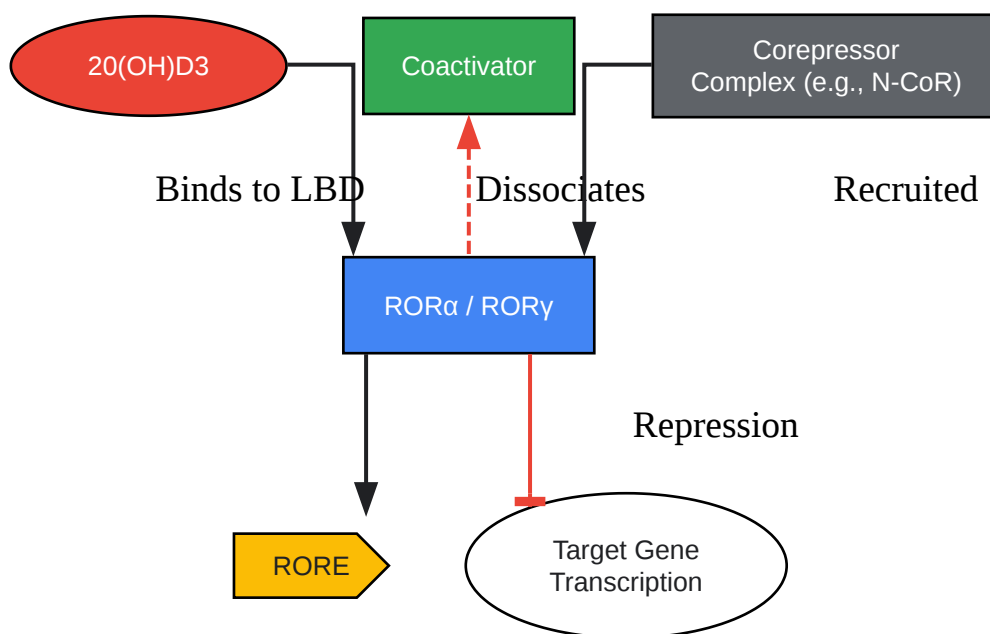 20(OH)D3
Coactivator
Corepressor
Complex (e.g., N-CoR)
Binds to LBD
Dissociates
Recruited
RORα / RORγ
Repression
RORE
Target Gene
Transcription